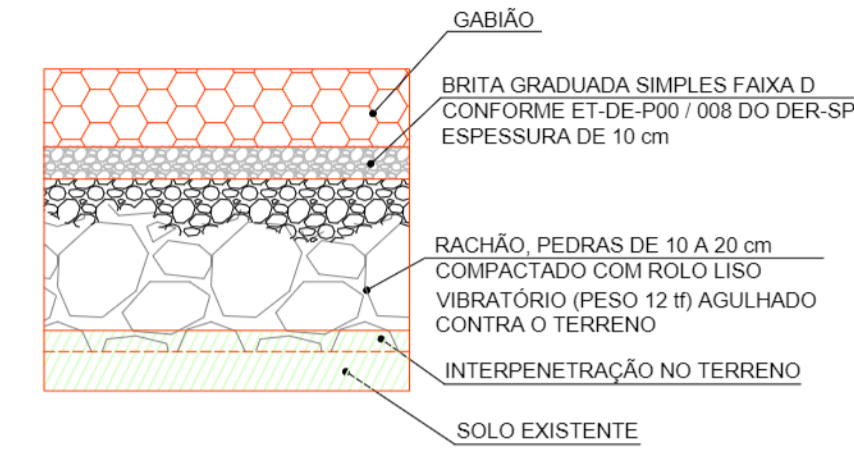 GABIÃO
BRITA GRADUADA SIMPLES FAIXA D
CONFORME ET-DE-P00 / 008 DO DER-SP
ESPESSURA DE 10 cm
RACHÃO, PEDRAS DE 10 A 20 cm
COMPACTADO COM ROLO LISO
VIBRATÓRIO (PESO 12 tf) AGULHADO
CONTRA O TERRENO
INTERPENETRAÇÃO NO TERRENO
SOLO EXISTENTE